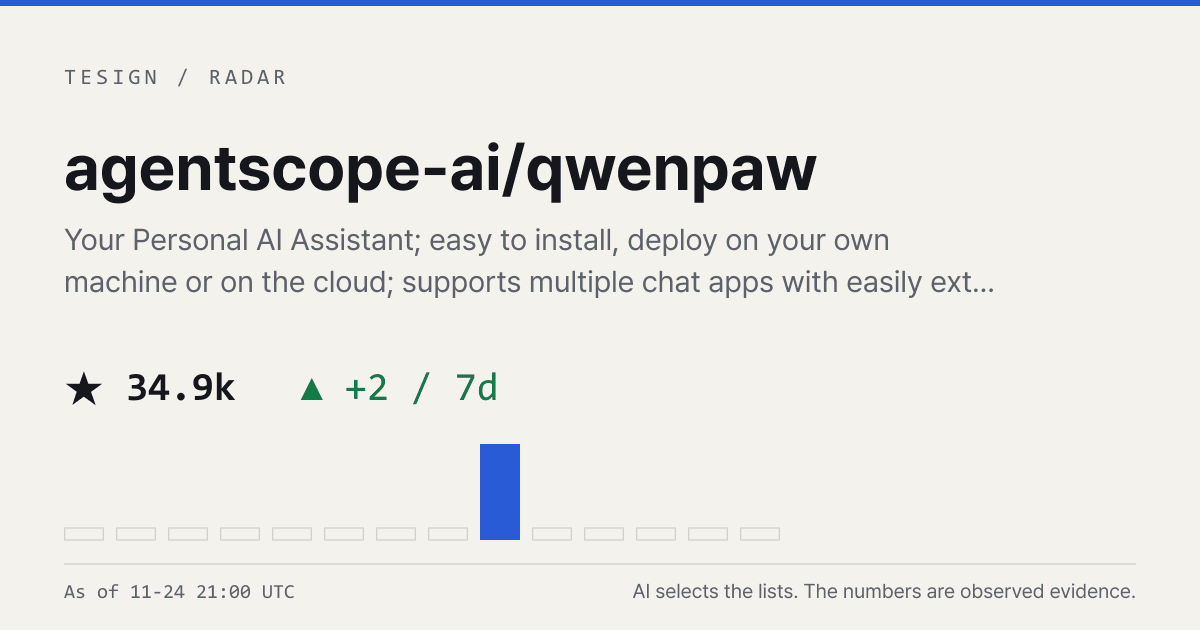 TESIGN / RADAR
agentscope-ai/qwenpaw
Your Personal AI Assistant; easy to install, deploy on your own
machine or on the cloud; supports multiple chat apps with easily ext...
★ 34.9k ▲ +2 / 7d
As of 11-24 21:00 UTC
AI selects the lists. The numbers are observed evidence.